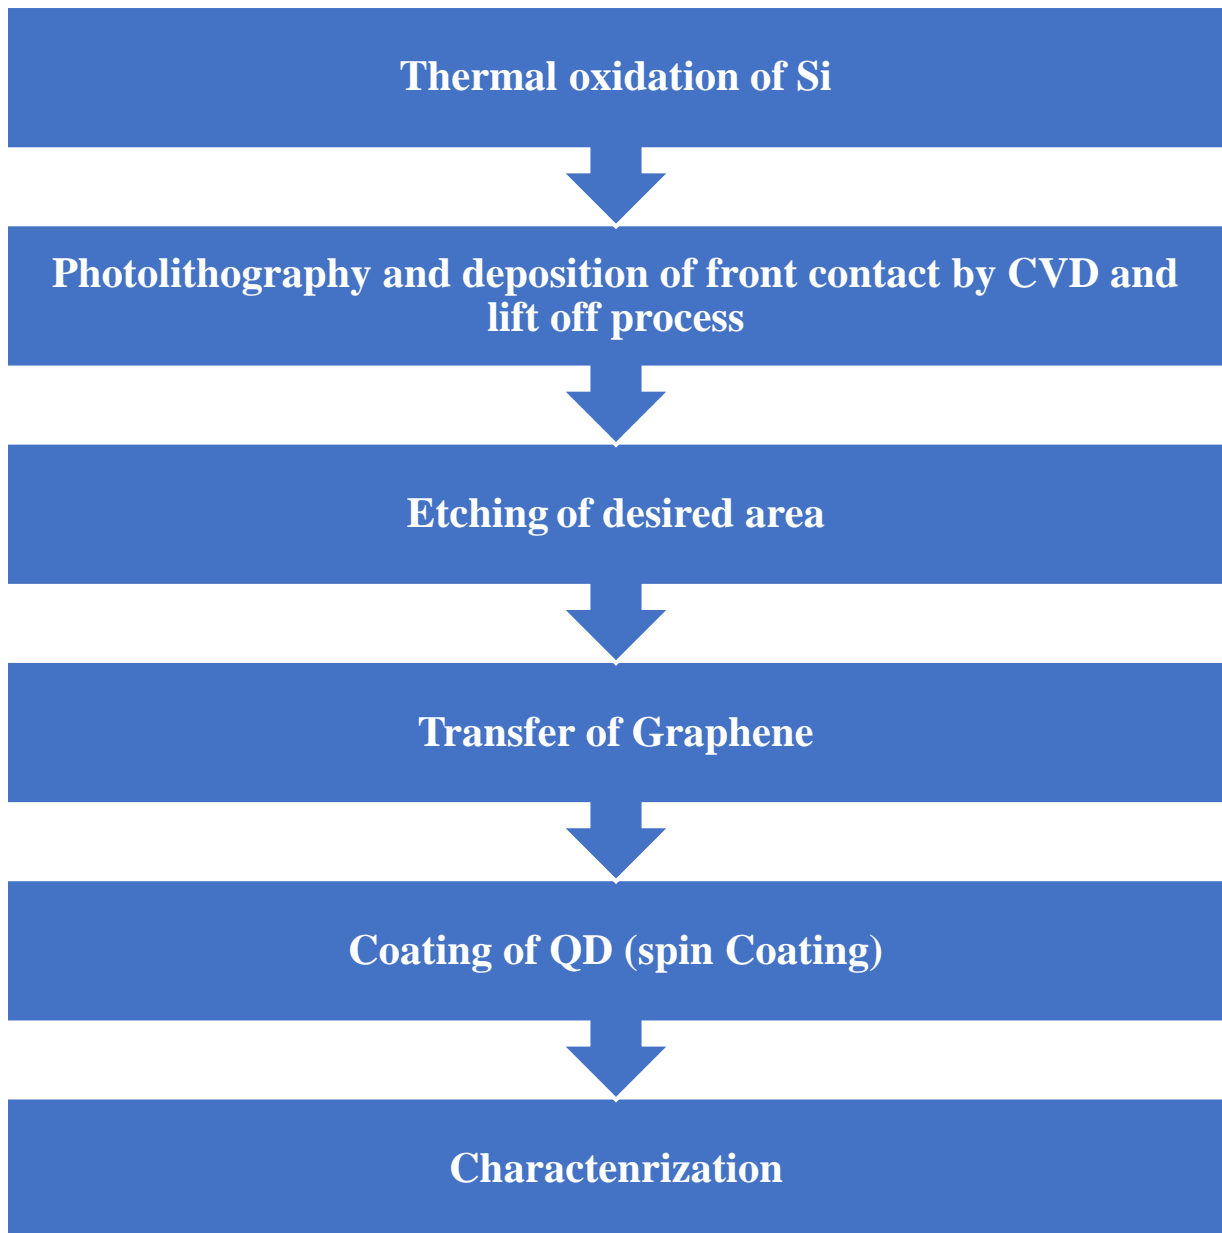 Thermal oxidation of Si
Photolithography and deposition of front contact by CVD and
lift off process
Etching of desired area
Transfer of Graphene
Coating of QD (spin Coating)
Charactenrization